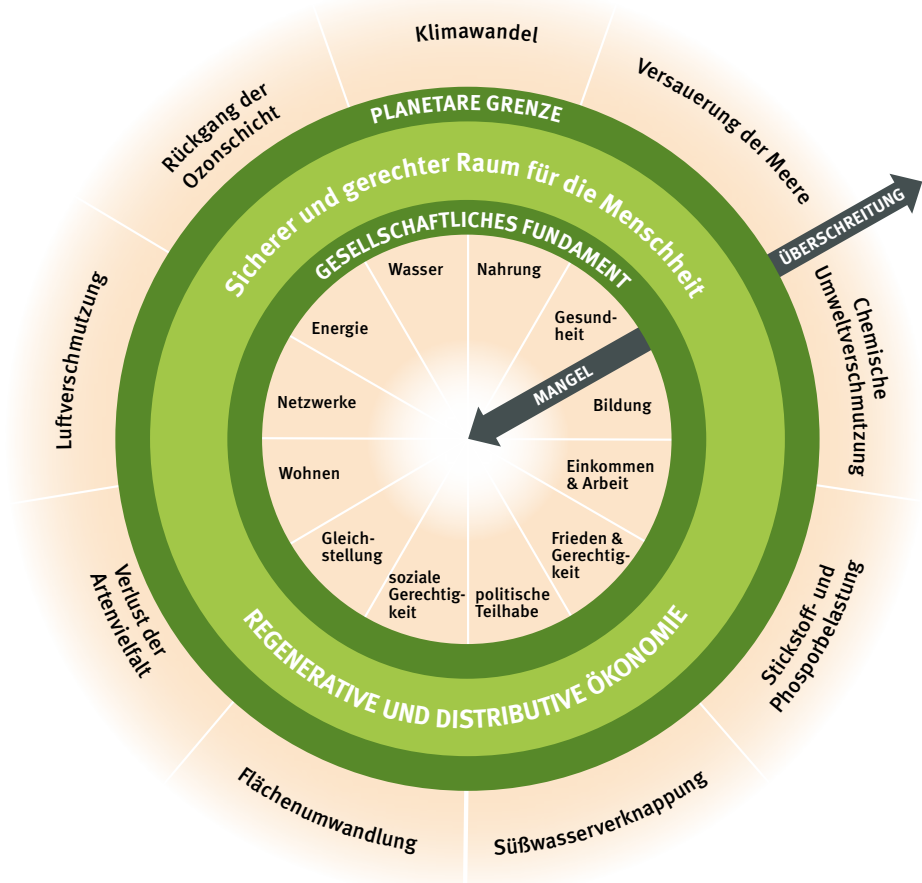 Klimawandel
Versauerung der Meere
Chemische
Umweltverschmutzung
Stickstoff- und
Phosporbelastung
Süßwasserverknappung
Flächenumwandlung
Verlust der
Artenvielfalt
Luftverschmutzung
Rückgang der
Ozonschicht
PLANETARE GRENZE
Sicherer und gerechter Raum für die Menschheit
GESELLSCHAFTLICHES FUNDAMENT
ÜBERSCHREITUNG
MANGEL
Wasser
Nahrung
Gesund-
heit
Bildung
Einkommen
& Arbeit
Frieden &
Gerechtig-
keit
politische
Teilhabe
soziale
Gerechtig-
keit
Gleich-
stellung
Wohnen
Netzwerke
Energie
REGENERATIVE UND DISTRIBUTIVE ÖKONOMIE